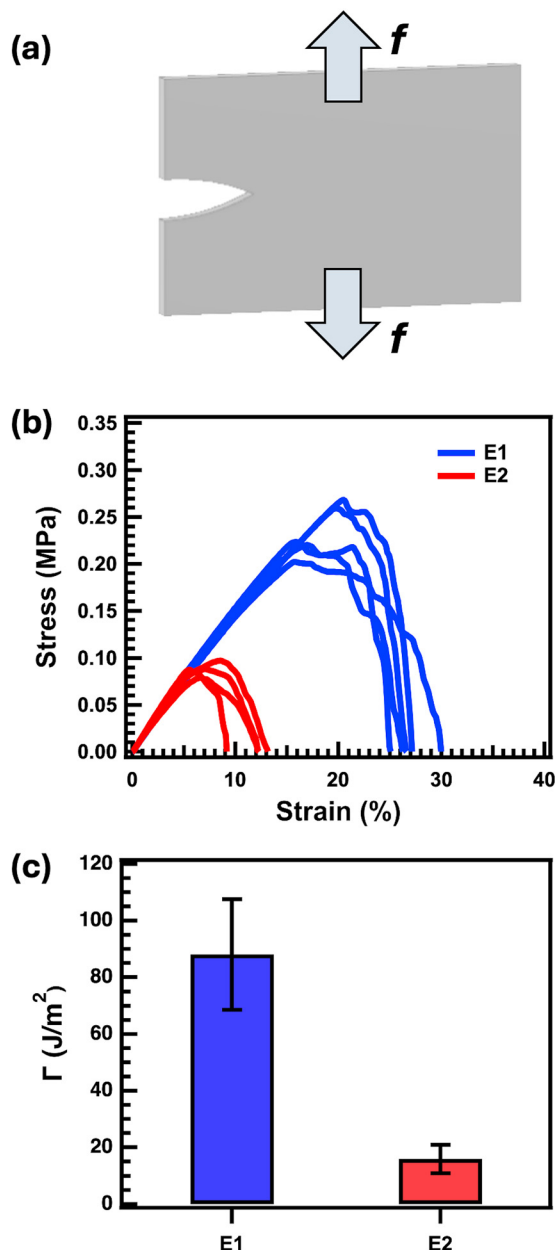 (a)
f
f
(b)
0.35
0.30
0.25
0.20
0.15
0.10
0.05
0.00
Stress (MPa)
E1
E2
0
10
20
30
40
Strain (%)
(c)
120
100
80
60
40
20
0
Γ (J/m²)
E1
E2